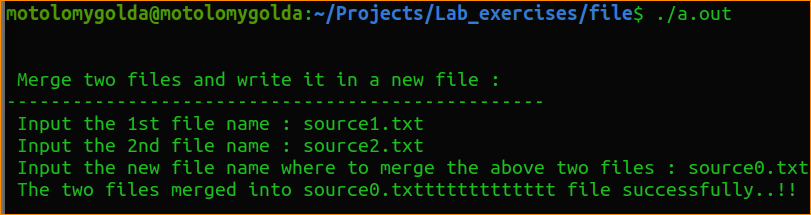 motolomygolda@motolomygolda:~/Projects/Lab_exercises/file$ ./a.out
Merge two files and write it in a new file :
-------------------------------------------------
Input the 1st file name : source1.txt
Input the 2nd file name : source2.txt
Input the new file name where to merge the above two files : source0.txt
The two files merged into source0.txttttttttttttt file successfully..!!